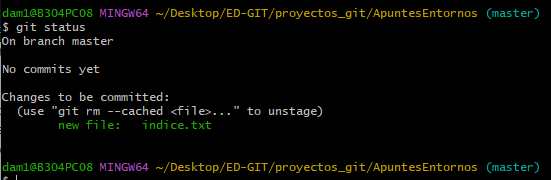 dam1@B304PC08 MINGW64 ~/Desktop/ED-GIT/proyectos_git/ApuntesEntornos (master)
$ git status
On branch master
No commits yet
Changes to be committed:
  (use "git rm --cached <file>..." to unstage)
        new file:   indice.txt
dam1@B304PC08 MINGW64 ~/Desktop/ED-GIT/proyectos_git/ApuntesEntornos (master)
$